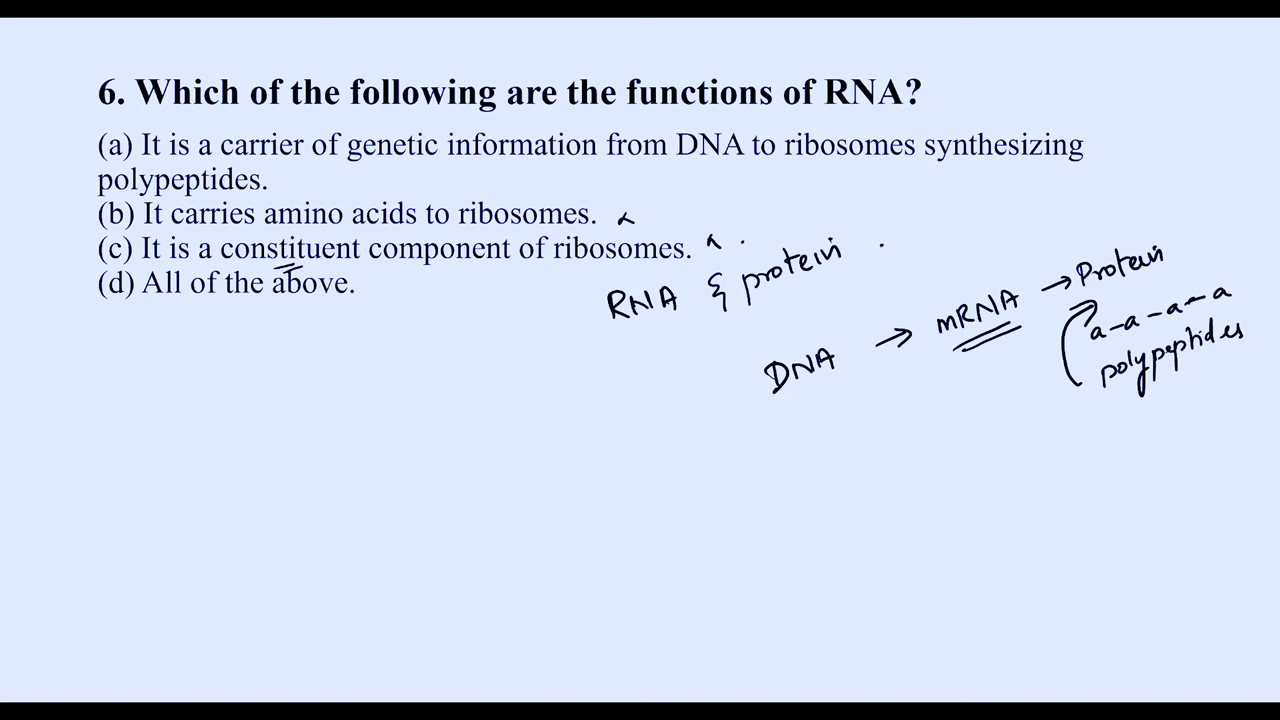 6. Which of the following are the functions of RNA?
(a) It is a carrier of genetic information from DNA to ribosomes synthesizing
polypeptides.
(b) It carries amino acids to ribosomes.
(c) It is a constituent component of ribosomes.
(d) All of the above.
RNA & protein
DNA → mRNA → Protein
a-a-a-a
polypeptides